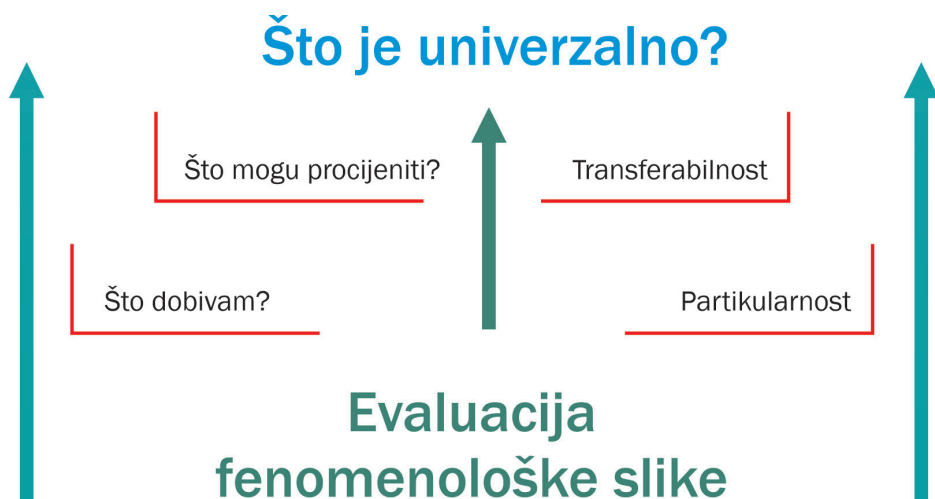 Što je univerzalno?
Što mogu procijeniti?
Transferabilnost
Što dobivam?
Partikularnost
Evaluacija
fenomenološke slike